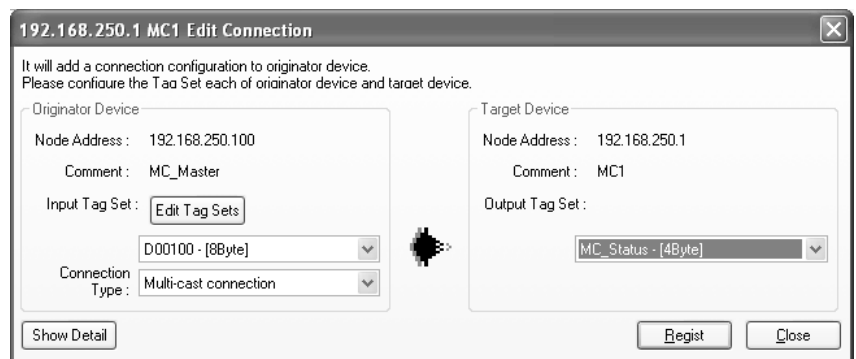 192.168.250.1 MC1 Edit Connection
It will add a connection configuration to originator device.
Please configure the Tag Set each of originator device and target device.
Originator Device
Node Address : 192.168.250.100
Comment : MC_Master
Input Tag Set : Edit Tag Sets
D00100 - [8Byte]
Connection
Type : Multi-cast connection
Target Device
Node Address : 192.168.250.1
Comment : MC1
Output Tag Set :
MC_Status - [4Byte]
Show Detail
Regist
Close